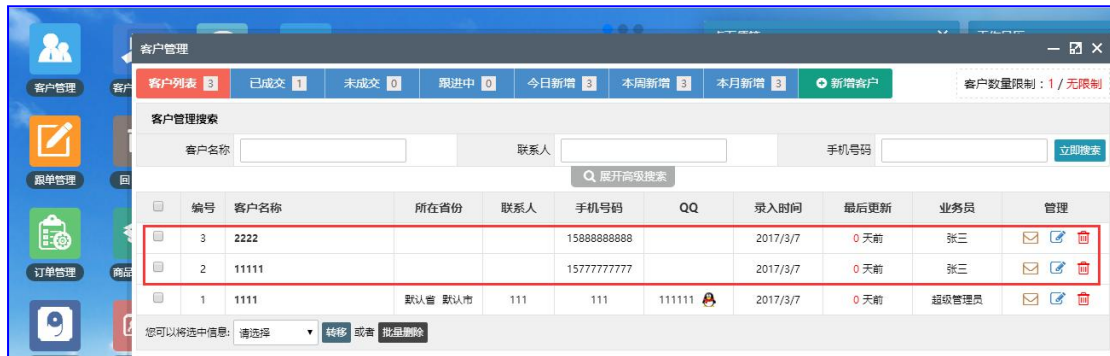 客户管理
客户管理
客户列表 3 已成交 1 未成交 0 跟进中 0 今日新增 3 本周新增 3 本月新增 3 新增客户 客户数量限制：1 / 无限制
客户管理搜索
客户名称 联系人 手机号码 立即搜索
展开高级搜索
跟单管理
编号 客户名称 所在省份 联系人 手机号码 QQ 录入时间 最后更新 业务员 管理
3 2222 15888888888 2017/3/7 0 天前 张三
2 11111 15777777777 2017/3/7 0 天前 张三
订单管理
1 1111 默认省 默认市 111 111 111111 2017/3/7 0 天前 超级管理员
您可以将选中信息: 请选择 转移 或者 批量删除